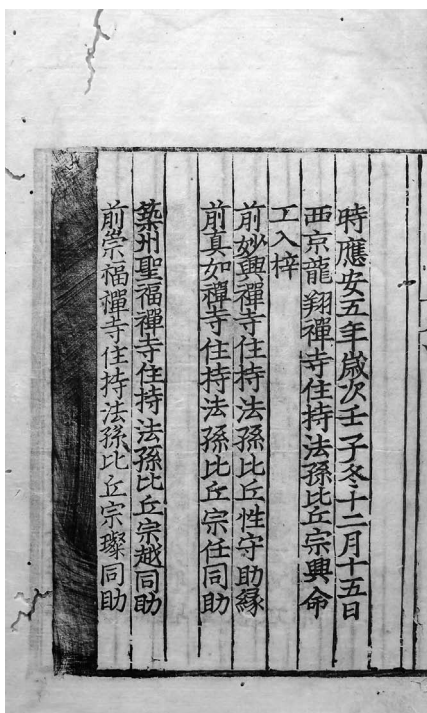 時應安五年歲次壬子冬十二月十五日
西京龍翔禪寺住持法孫比丘宗興命
工入梓
前妙興禪寺住持法孫比丘性守助緣
前真如禪寺住持法孫比丘宗任同助
築州聖福禪寺住持法孫比丘宗越同助
前崇福禪寺住持法孫比丘宗璨同助